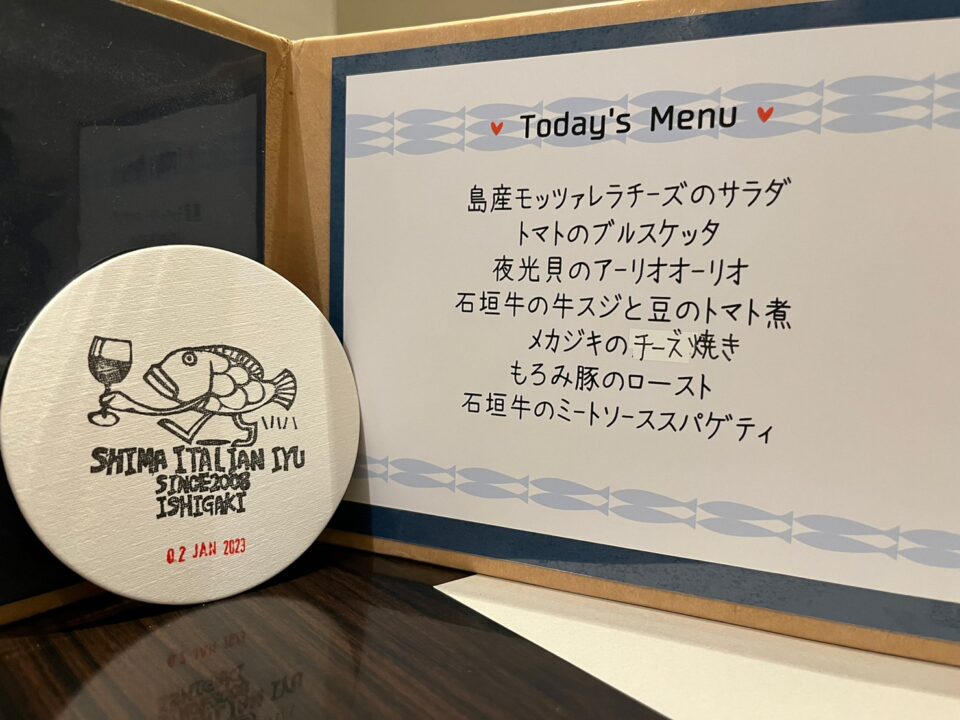 Today's Menu
島産モッツァレラチーズのサラダ
トマトのブルスケッタ
夜光貝のアーリオオーリオ
石垣牛の牛スジと豆のトマト煮
メカジキのチーズ焼き
もろみ豚のロースト
石垣牛のミートソーススパゲティ
SHIMA ITALIAN IYU
SINCE2008
ISHIGAKI
02 JAN 2023